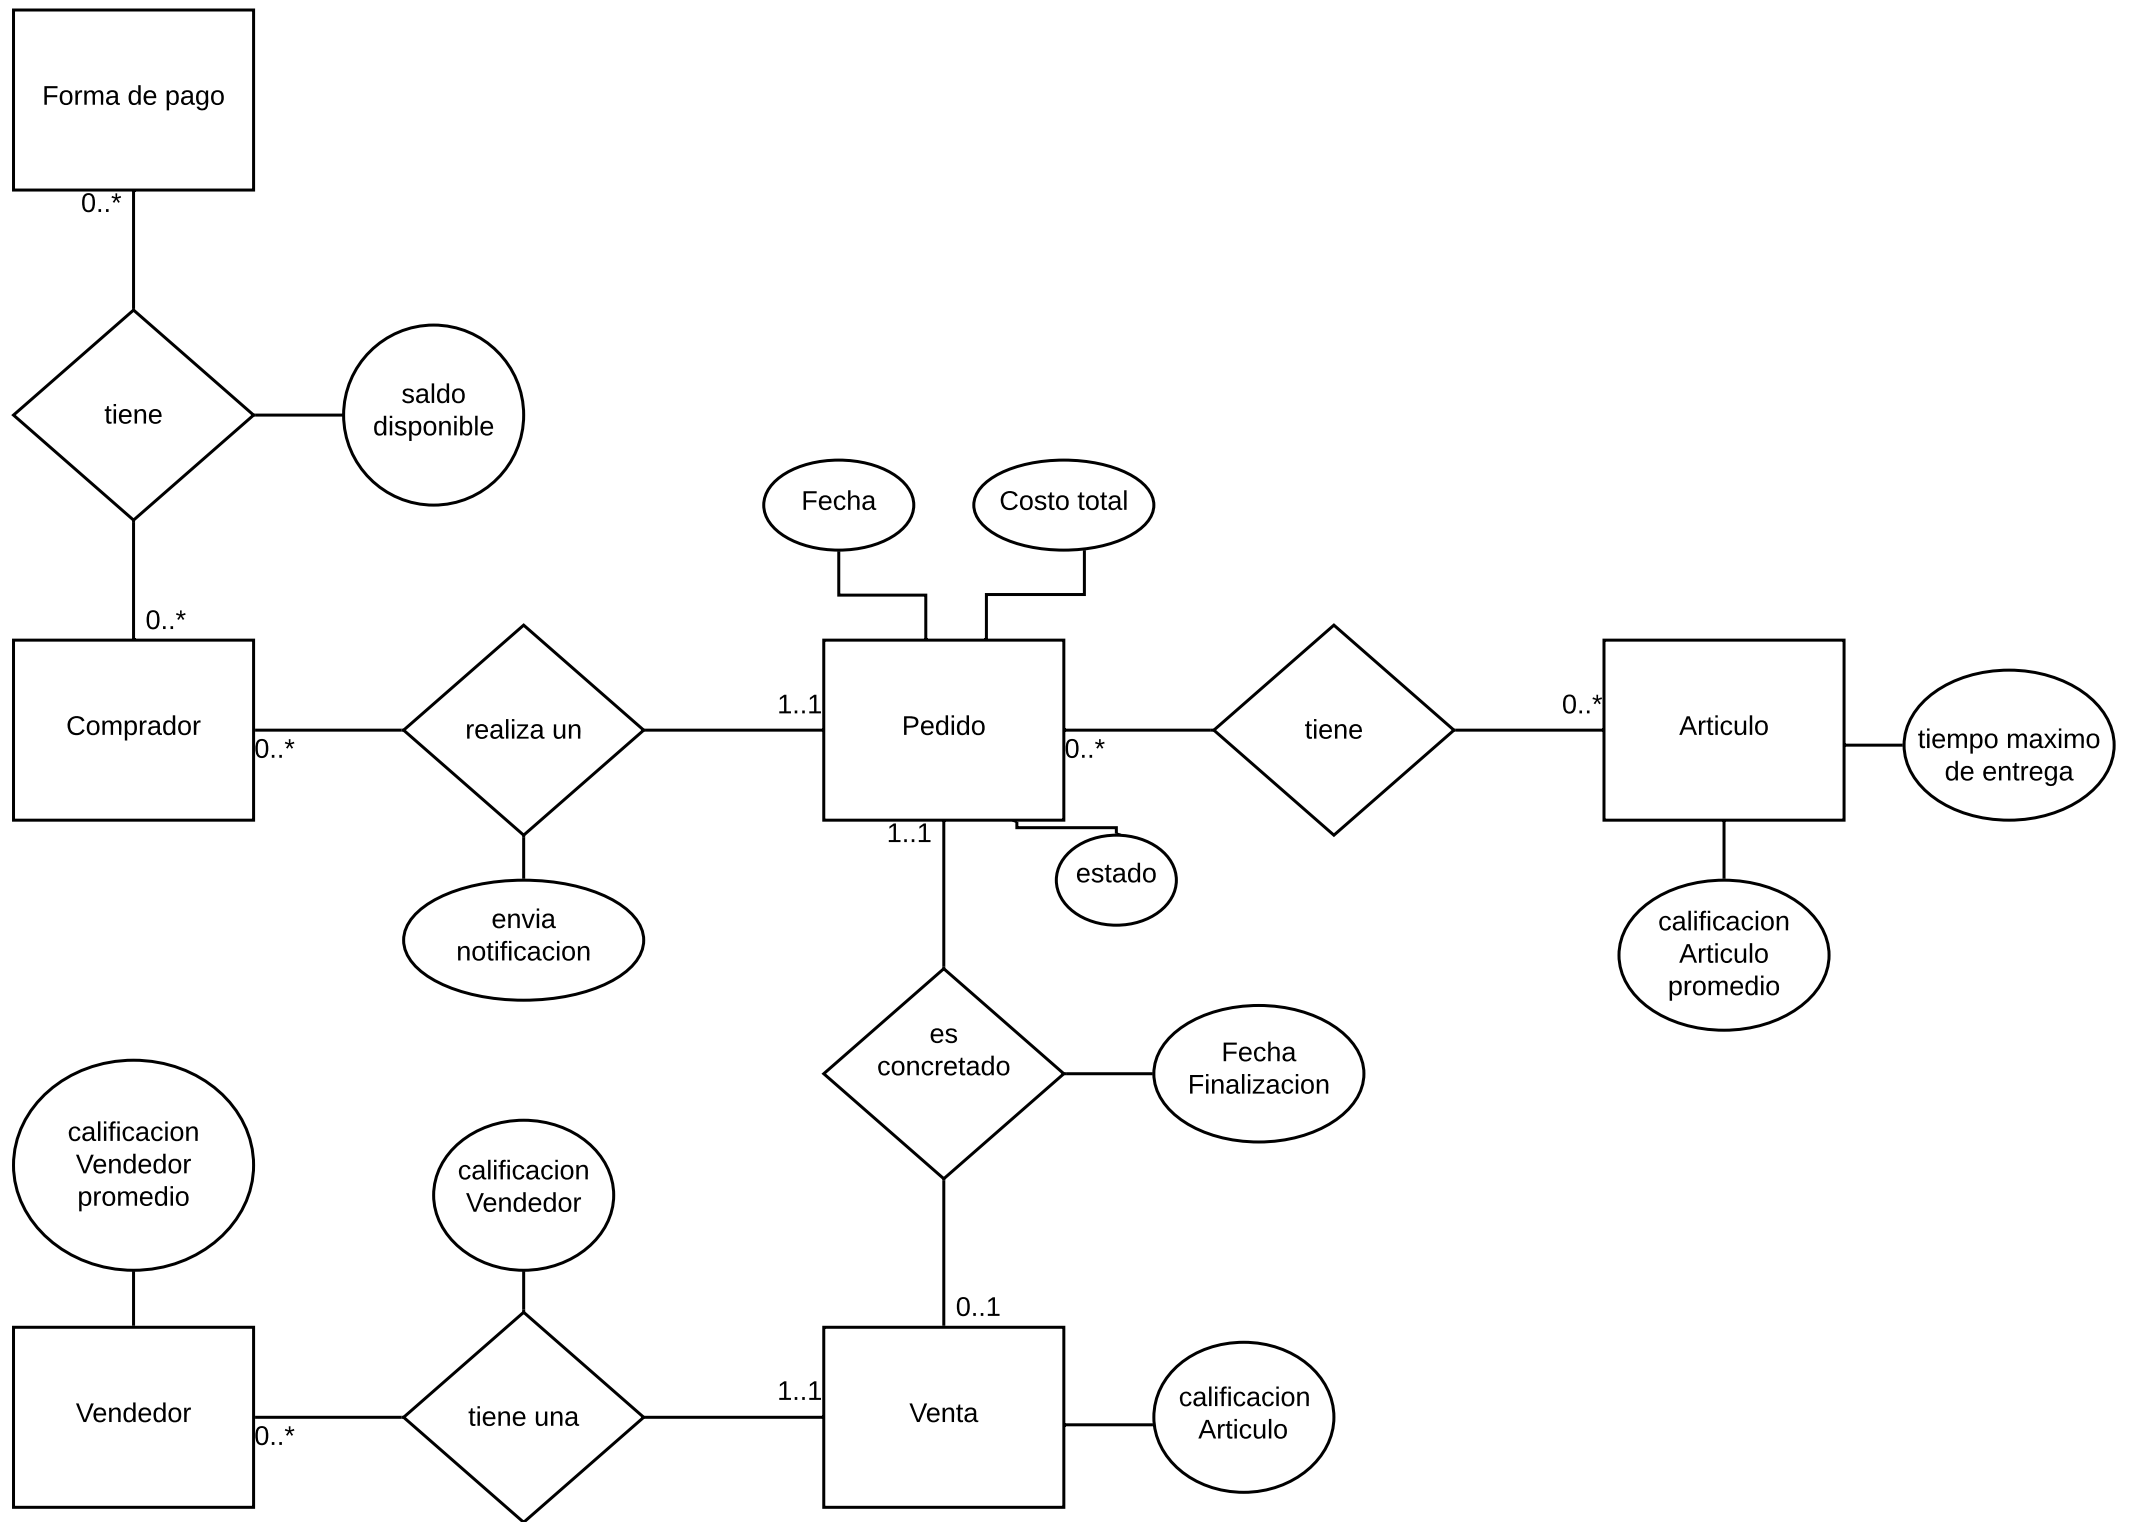 Forma de pago
0..*
tiene
saldo
disponible
0..*
Comprador
0..*
realiza un
envia
notificacion
1..1
Fecha
Costo total
Pedido
0..*
1..1
estado
tiene
0..*
Articulo
tiempo maximo
de entrega
calificacion
Articulo
promedio
es
concretado
Fecha
Finalizacion
0..1
calificacion
Vendedor
promedio
Vendedor
0..*
calificacion
Vendedor
tiene una
1..1
Venta
calificacion
Articulo